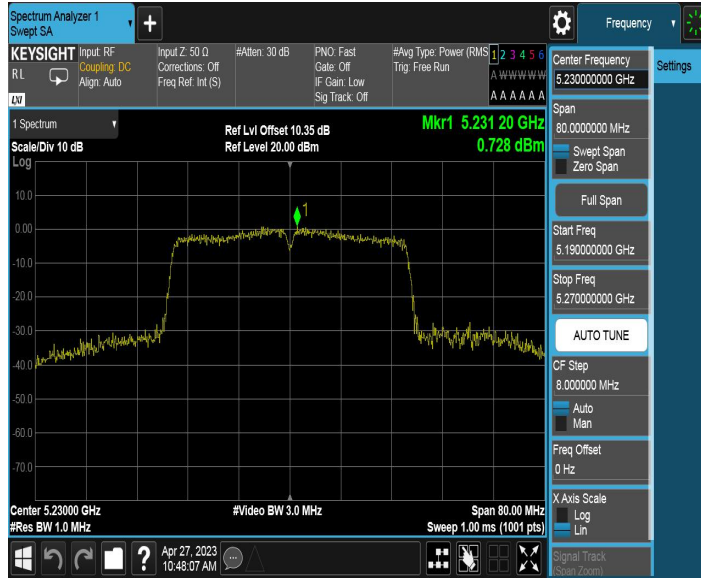 Spectrum Analyzer 1
Swept SA
Frequency
KEYSIGHT
Input: RF
Coupling: DC
Align: Auto
Input Z: 50 Ω
Corrections: Off
Freq Ref: Int (S)
#Atten: 30 dB
PNO: Fast
Gate: Off
IF Gain: Low
Sig Track: Off
#Avg Type: Power (RMS
Trig: Free Run
1 2 3 4 5 6
A W W W W W
A A A A A A
R L
LXI
Center Frequency
5.230000000 GHz
Settings
Span
80.0000000 MHz
Swept Span
Zero Span
Full Span
Start Freq
5.190000000 GHz
Stop Freq
5.270000000 GHz
AUTO TUNE
CF Step
8.000000 MHz
Auto
Man
Freq Offset
0 Hz
X Axis Scale
Log
Lin
Signal Track
(Span Zoom)
1 Spectrum
Scale/Div 10 dB
Ref Lvl Offset 10.35 dB
Ref Level 20.00 dBm
Mkr1 5.231 20 GHz
0.728 dBm
Log
10.0
0.00
-10.0
-20.0
-30.0
-40.0
-50.0
-60.0
-70.0
1
Center 5.23000 GHz
#Res BW 1.0 MHz
#Video BW 3.0 MHz
Span 80.00 MHz
Sweep 1.00 ms (1001 pts)
?
Apr 27, 2023
10:48:07 AM